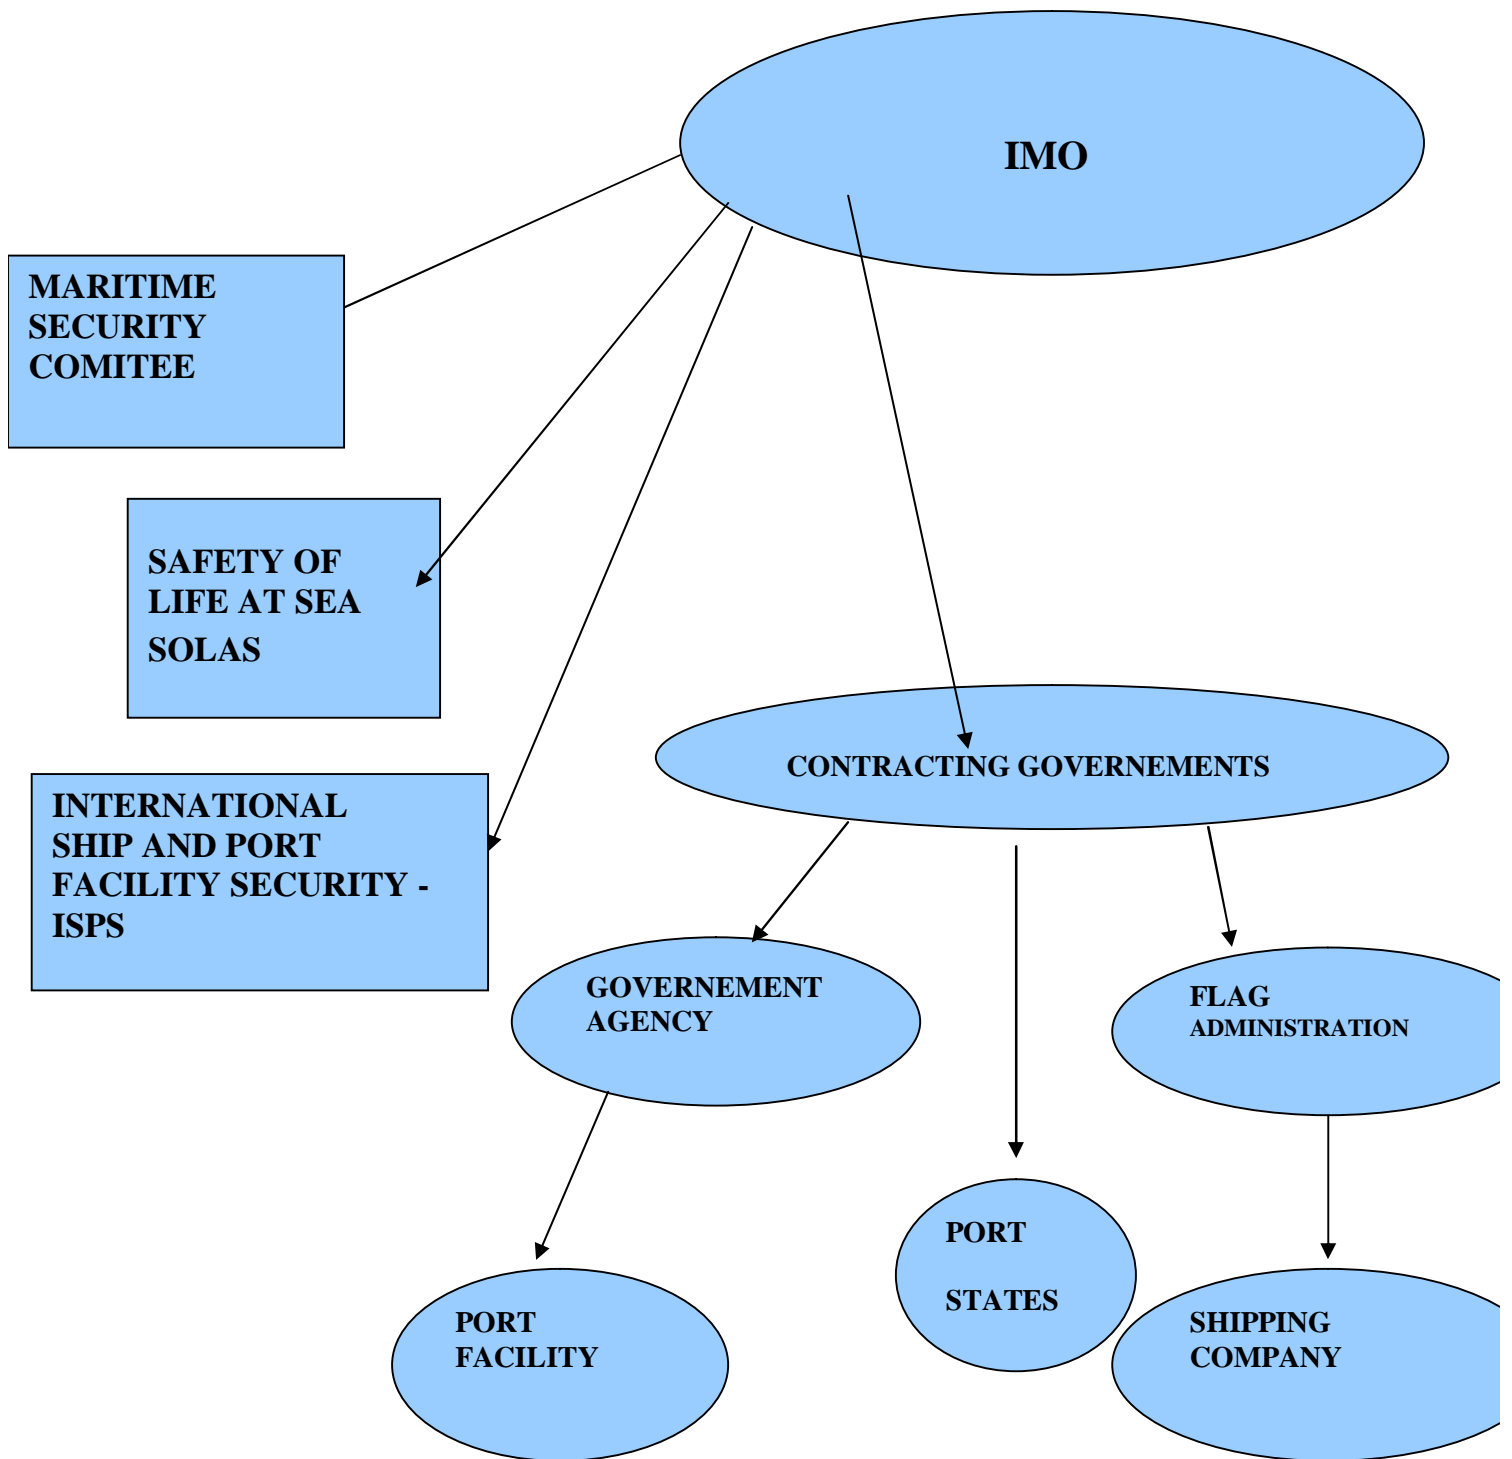 IMO
MARITIME
SECURITY
COMITEE
SAFETY OF
LIFE AT SEA
SOLAS
INTERNATIONAL
SHIP AND PORT
FACILITY SECURITY -
ISPS
CONTRACTING GOVERNEMENTS
GOVERNEMENT
AGENCY
FLAG
ADMINISTRATION
PORT
STATES
PORT
FACILITY
SHIPPING
COMPANY